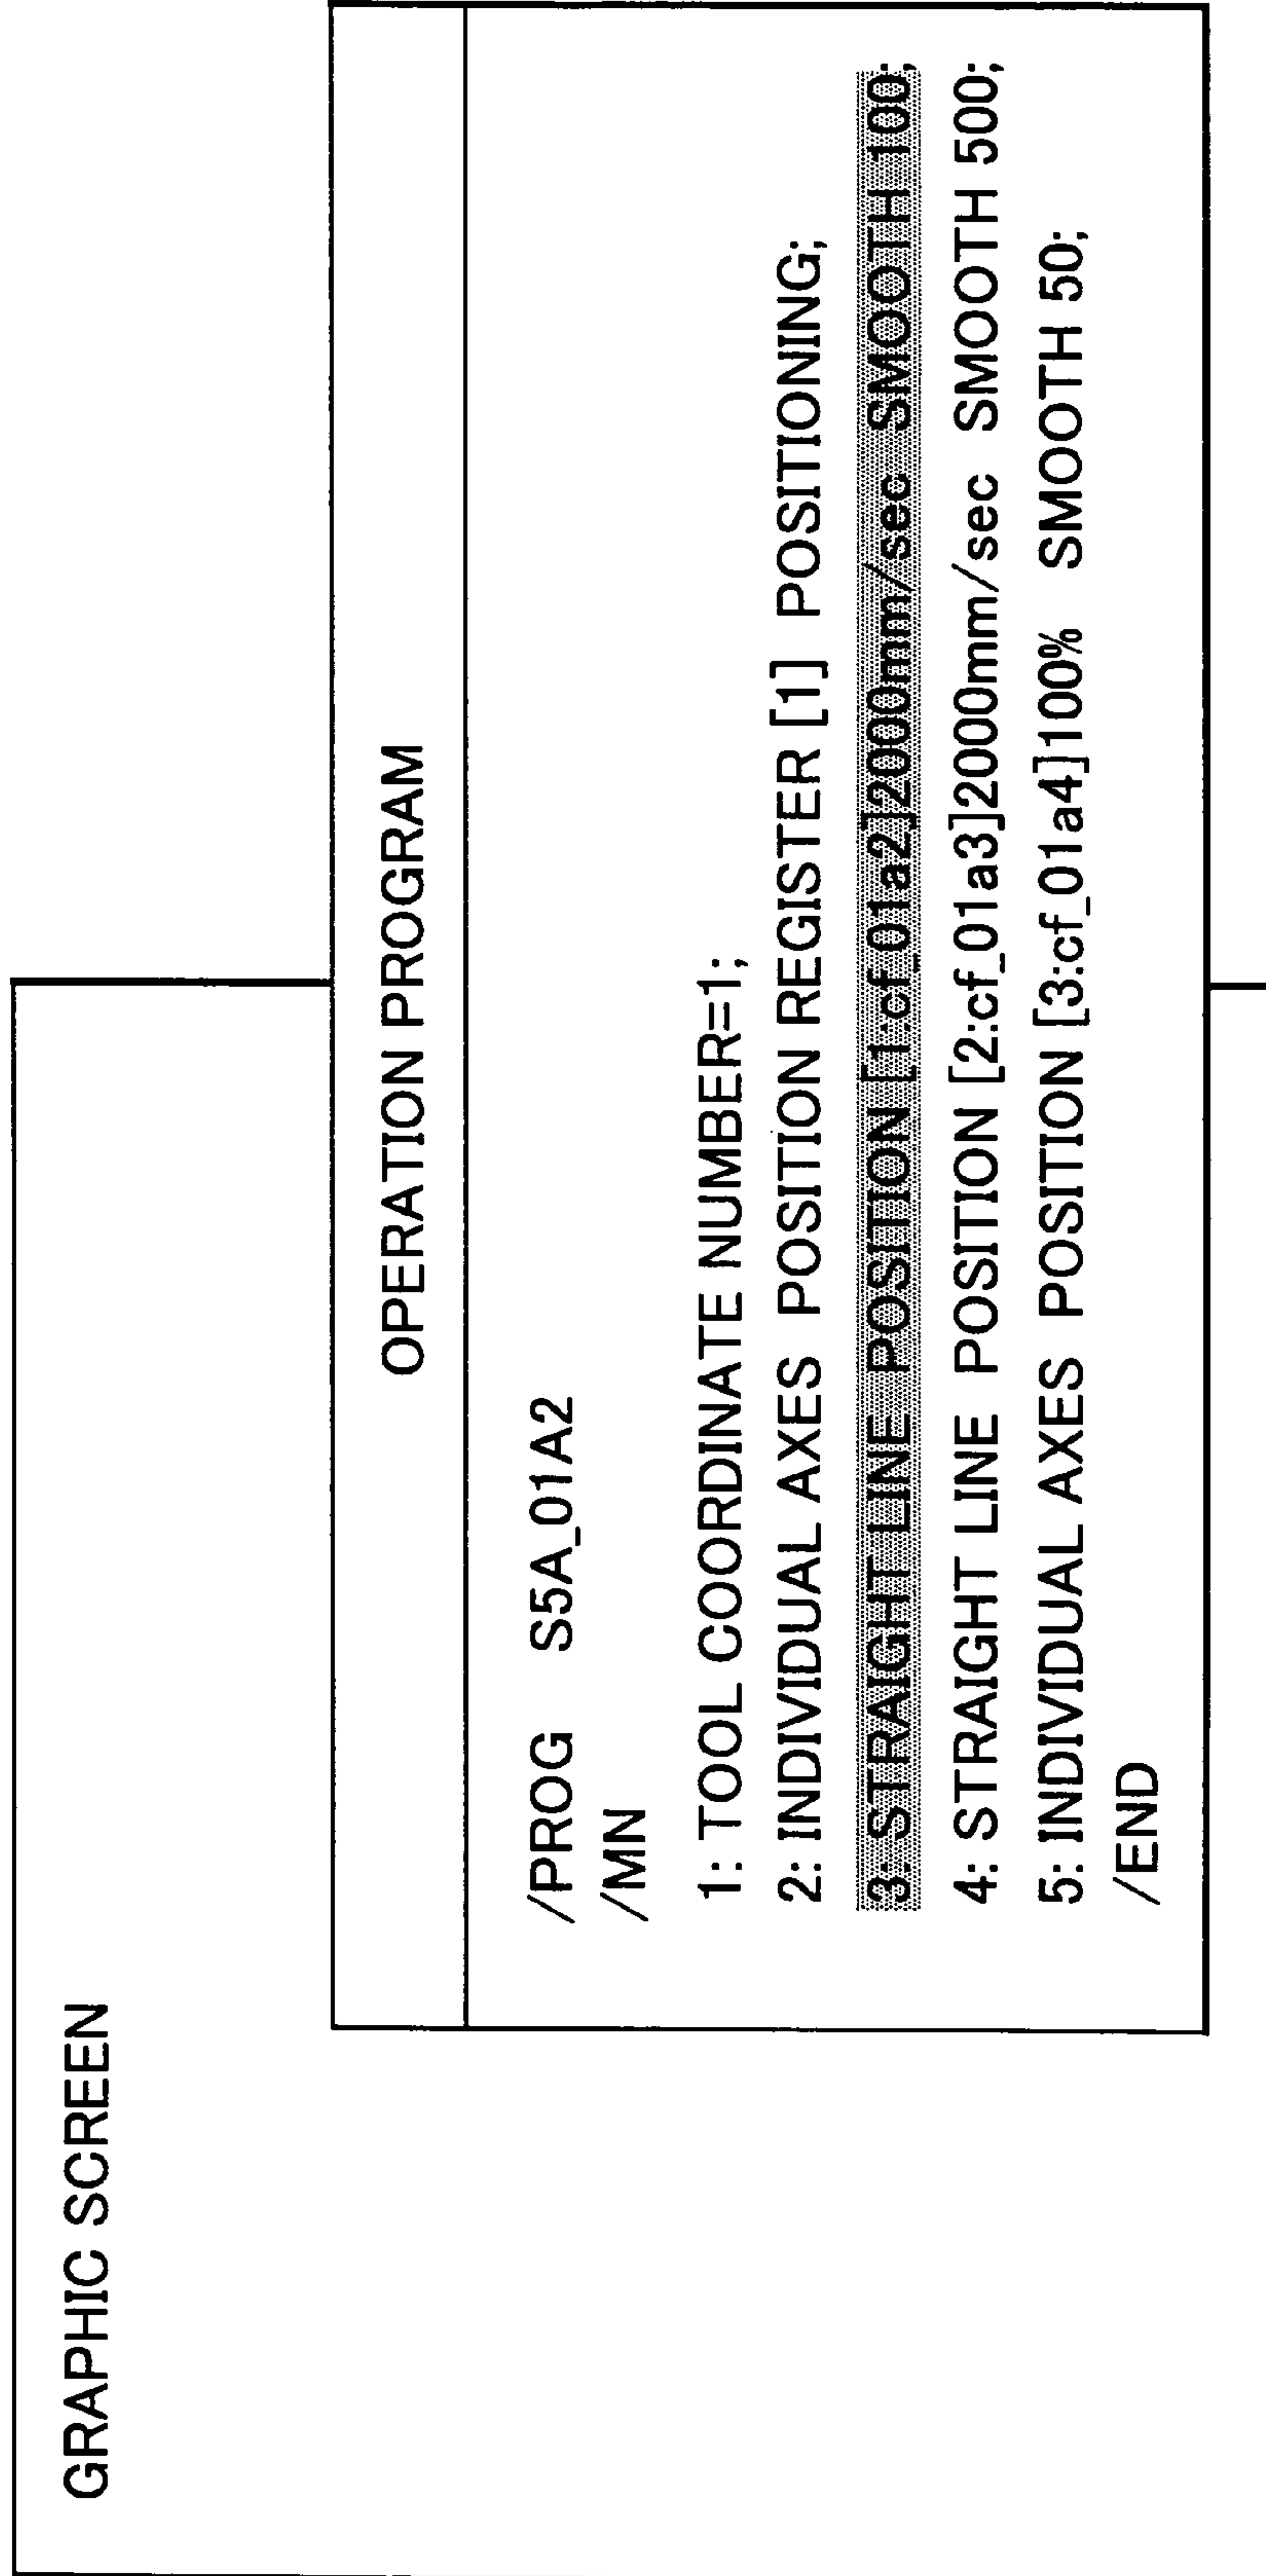 GRAPHIC SCREEN
OPERATION PROGRAM
/PROG S5A_01A2
/MN
1: TOOL COORDINATE NUMBER=1;
2: INDIVIDUAL AXES POSITION REGISTER [1] POSITIONING;
3: STRAIGHT LINE POSITION [1:cf_01a2]2000mm/sec SMOOTH 100;
4: STRAIGHT LINE POSITION [2:cf_01a3]2000mm/sec SMOOTH 500;
5: INDIVIDUAL AXES POSITION [3:cf_01a4]100% SMOOTH 50;
/END